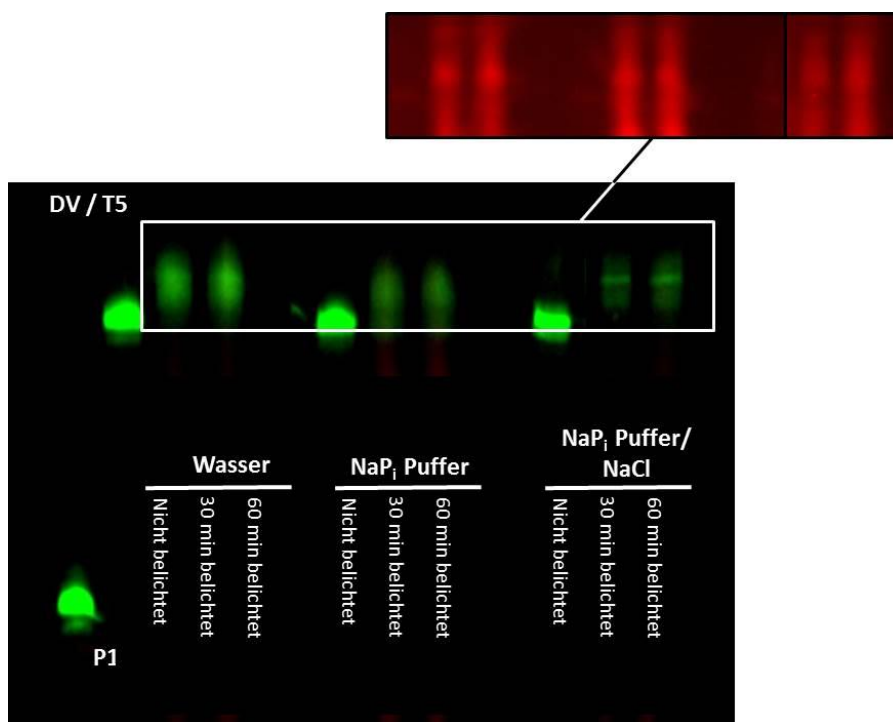 DV / T5
Wasser
NaPi Puffer
NaPi Puffer/
NaCl
Nicht belichtet
30 min belichtet
60 min belichtet
Nicht belichtet
30 min belichtet
60 min belichtet
Nicht belichtet
30 min belichtet
60 min belichtet
P1